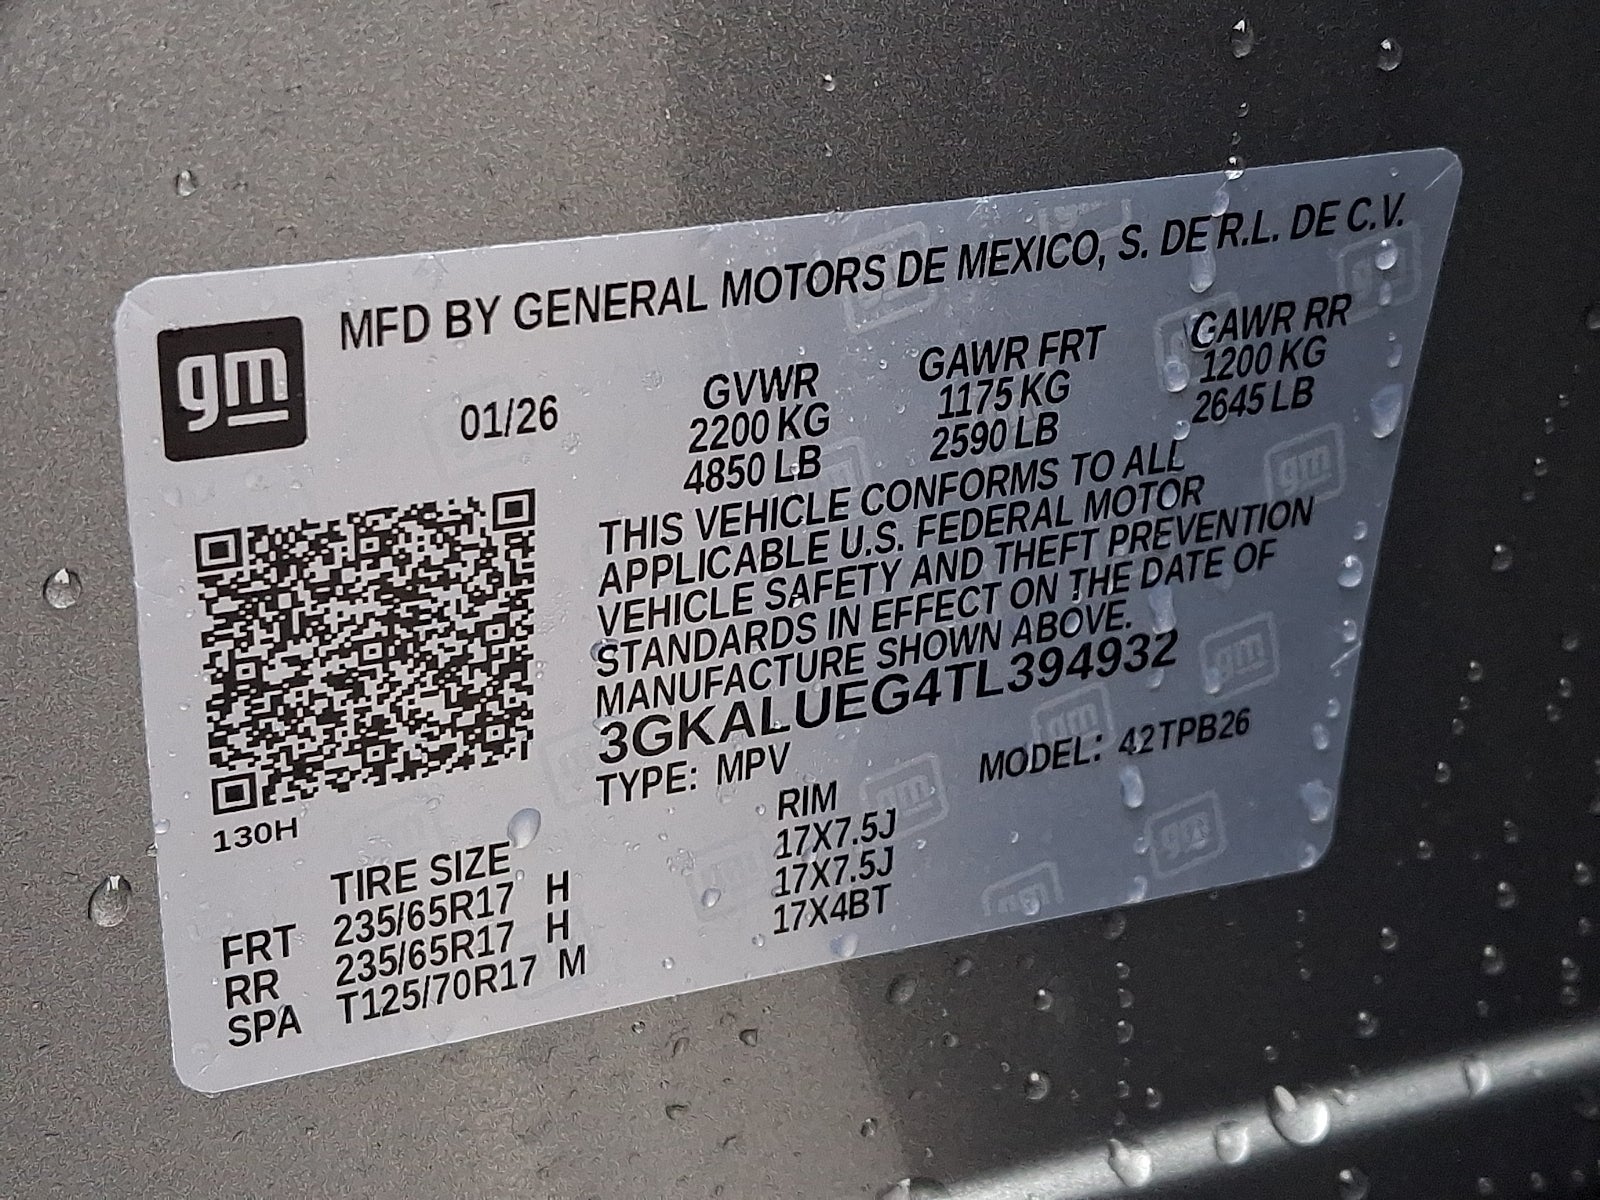 gm MFD BY GENERAL MOTORS DE MEXICO, S. DE R.L. DE C.V.
01/26 GVWR GAWR FRT GAWR RR
2200 KG 1175 KG 1200 KG
4850 LB 2590 LB 2645 LB
THIS VEHICLE CONFORMS TO ALL
APPLICABLE U.S. FEDERAL MOTOR
VEHICLE SAFETY AND THEFT PREVENTION
STANDARDS IN EFFECT ON THE DATE OF
MANUFACTURE SHOWN ABOVE.
3GKALUEG4TL394932
TYPE: MPV MODEL: 42TPB26
130H
TIRE SIZE RIM
FRT 235/65R17 H 17X7.5J
RR 235/65R17 H 17X7.5J
SPA T125/70R17 M 17X4BT